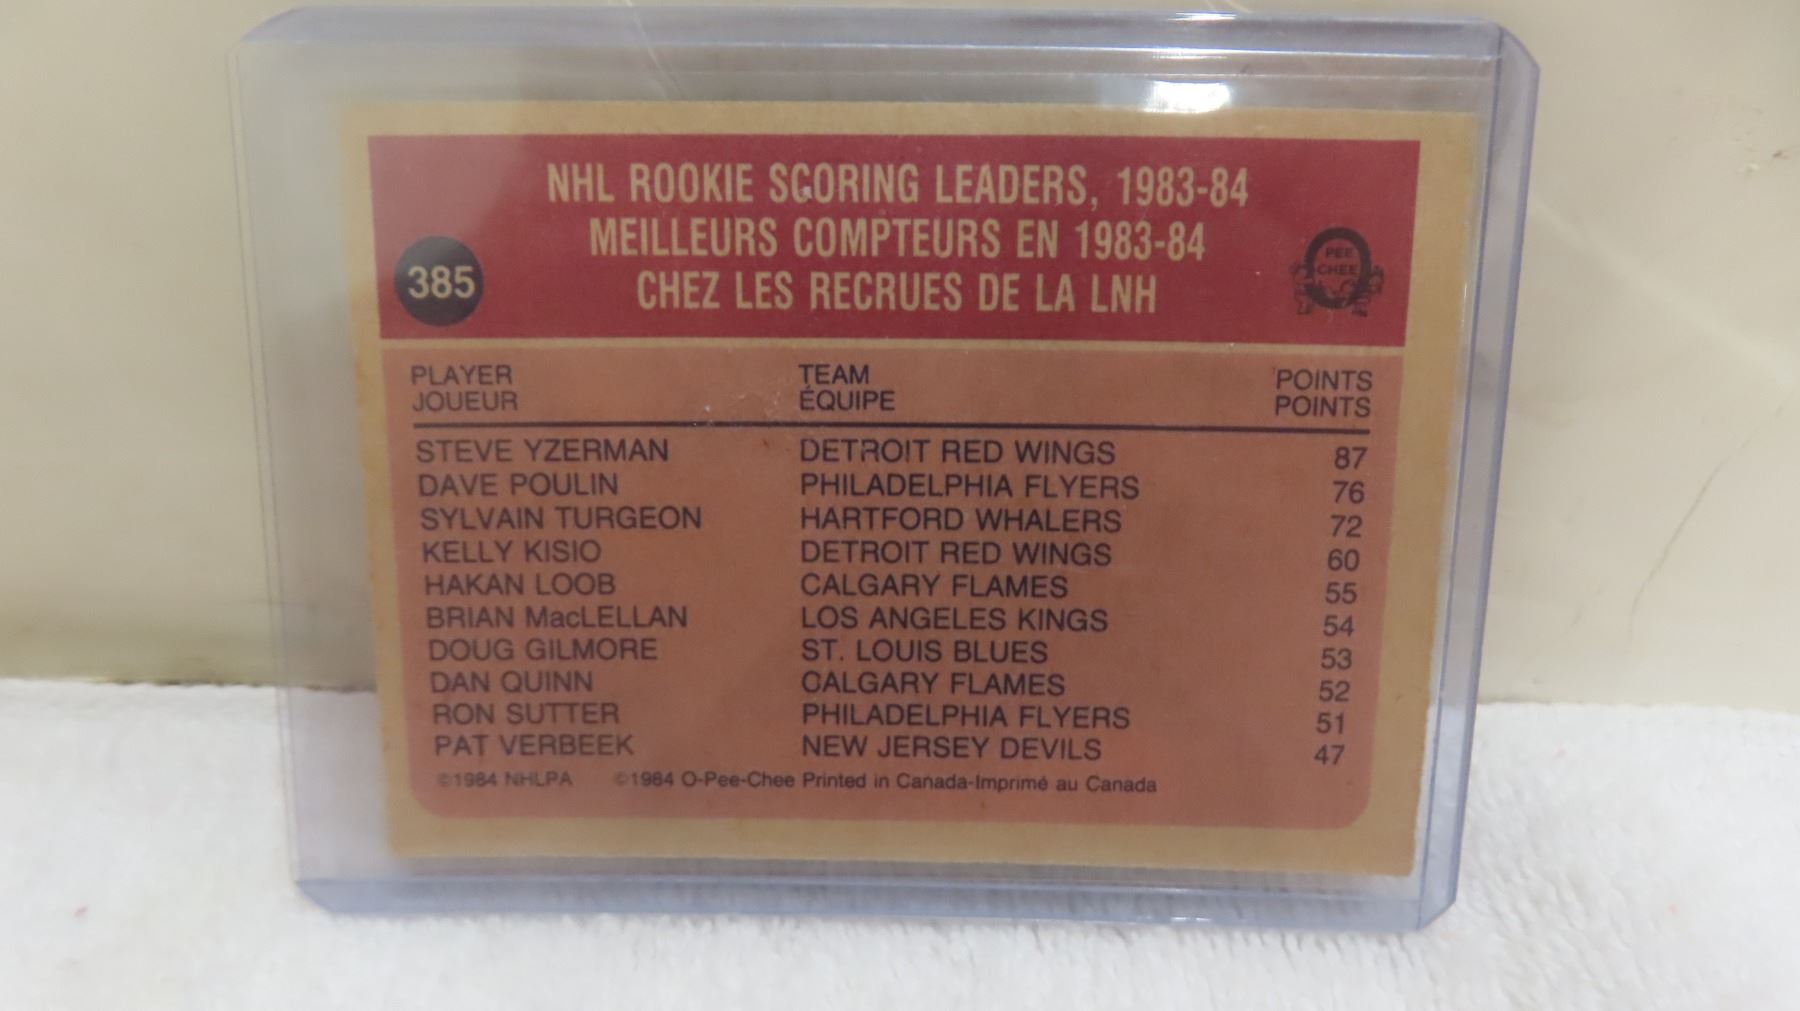 NHL ROOKIE SCORING LEADERS, 1983-84
MEILLEURS COMPTEURS EN 1983-84
CHEZ LES RECRUES DE LA LNH
385
O
PEE
CHEE
PLAYER TEAM POINTS
JOUEUR ÉQUIPE POINTS
STEVE YZERMAN DETROIT RED WINGS 87
DAVE POULIN PHILADELPHIA FLYERS 76
SYLVAIN TURGEON HARTFORD WHALERS 72
KELLY KISIO DETROIT RED WINGS 60
HAKAN LOOB CALGARY FLAMES 55
BRIAN MacLELLAN LOS ANGELES KINGS 54
DOUG GILMORE ST. LOUIS BLUES 53
DAN QUINN CALGARY FLAMES 52
RON SUTTER PHILADELPHIA FLYERS 51
PAT VERBEEK NEW JERSEY DEVILS 47
©1984 NHLPA ©1984 O-Pee-Chee Printed in Canada-Imprimé au Canada